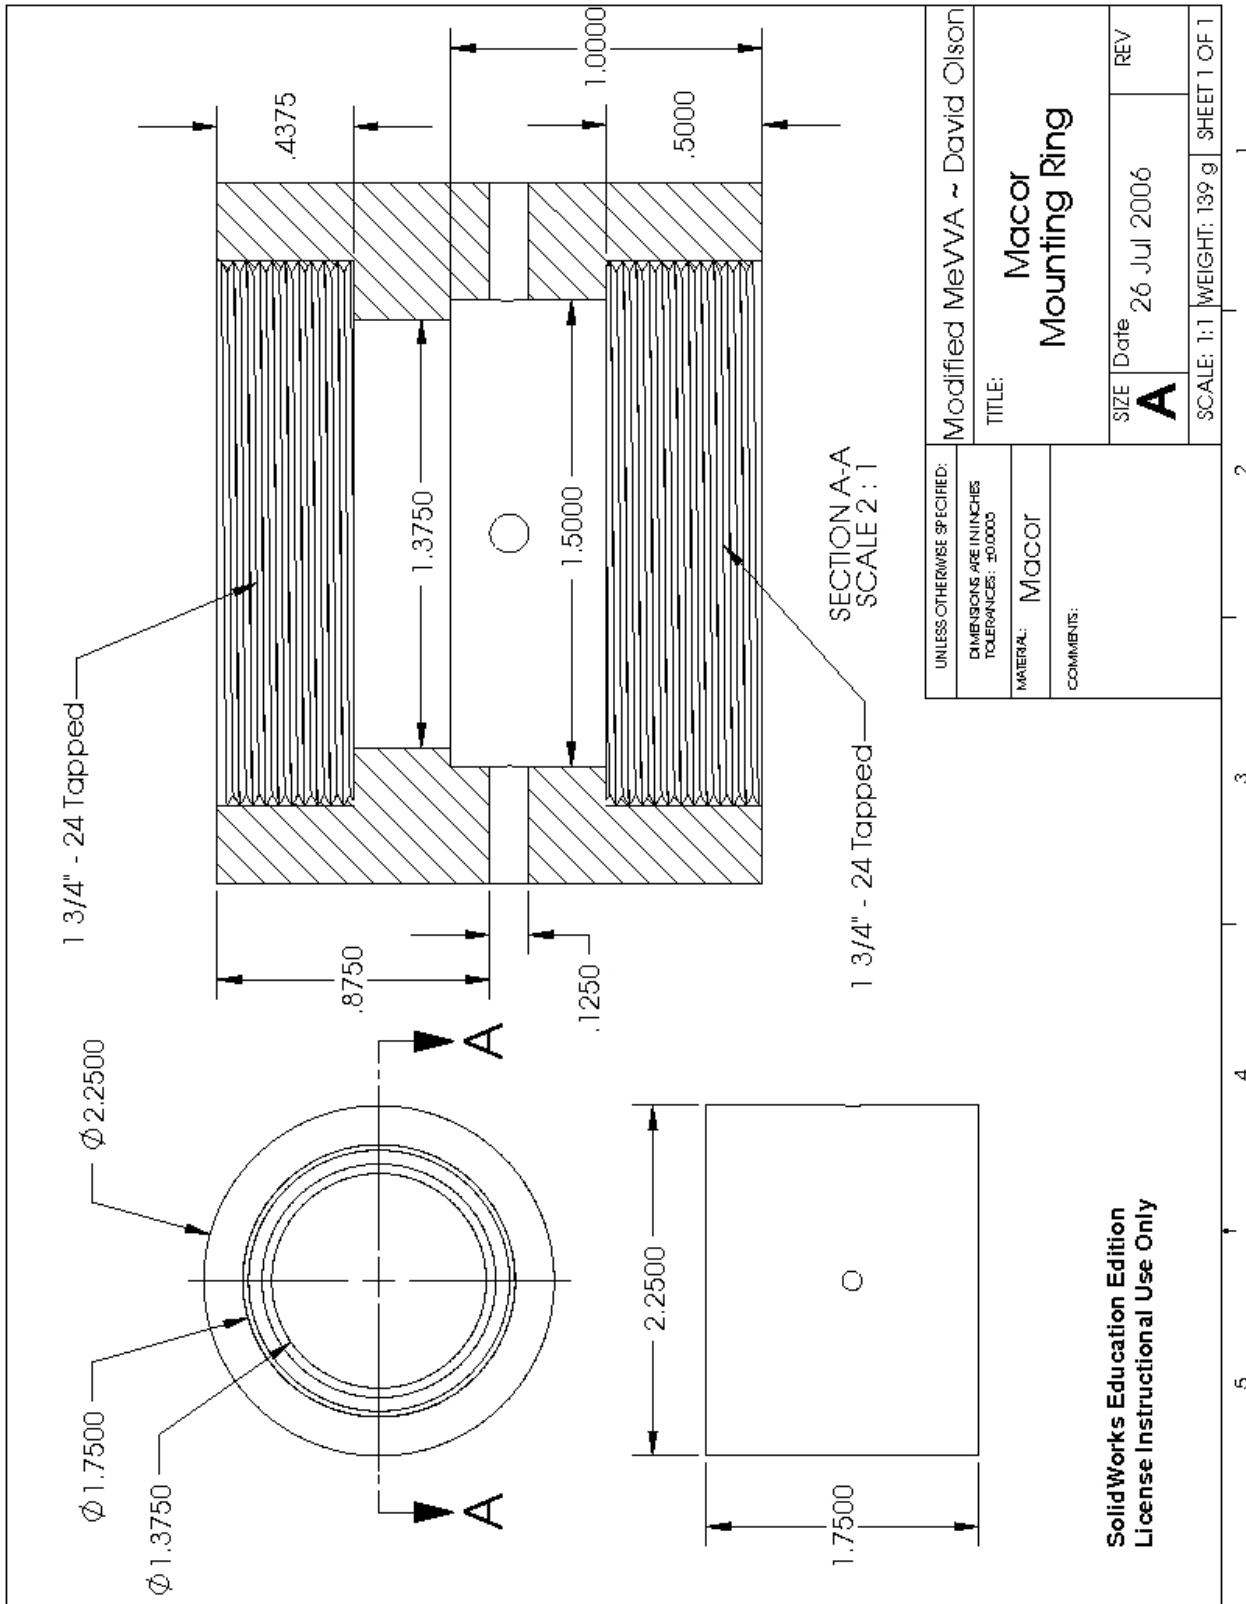 1 3/4" - 24 Tapped
.4375
1.0000
.5000
1.3750
1.5000
.8750
.1250
1 3/4" - 24 Tapped
SECTION A-A
SCALE 2 : 1
Ø2.2500
Ø1.7500
Ø1.3750
A
A
2.2500
1.7500
SolidWorks Education Edition
License Instructional Use Only
UNLESS OTHERWISE SPECIFIED:
DIMENSIONS ARE IN INCHES
TOLERANCES: ±0.0005
MATERIAL: Macor
COMMENTS:
Modified MeVVA ~ David Olson
TITLE:
Macor
Mounting Ring
SIZE
A
Date
26 Jul 2006
REV
SCALE: 1:1
WEIGHT: 139 g
SHEET 1 OF 1
5
4
3
2
1